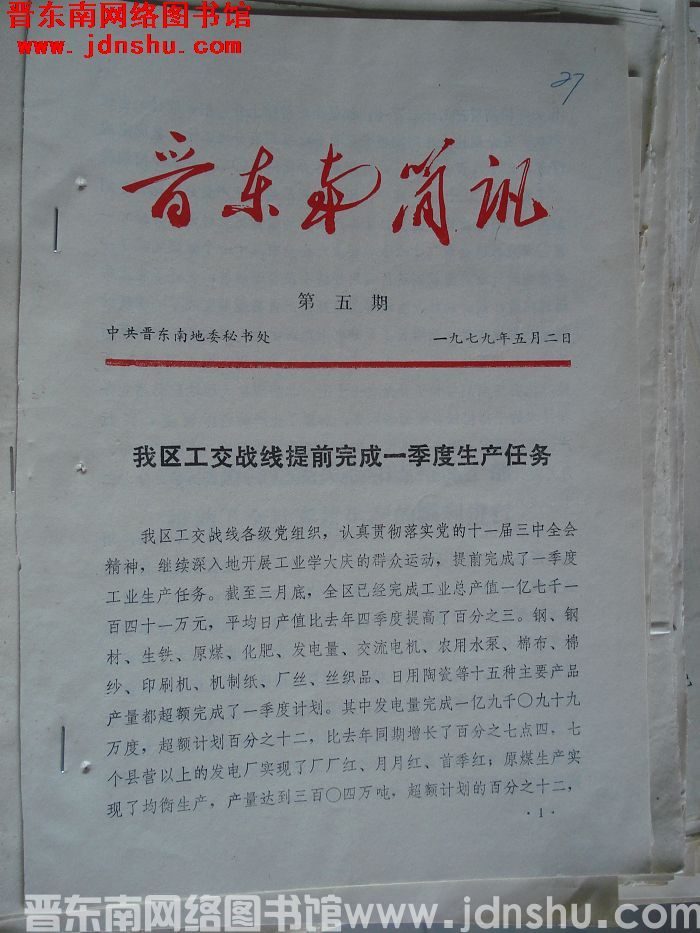 晋东南网络图书馆
www.jdnshu.com
27
晋东南简讯
第五期
中共晋东南地委秘书处 一九七九年五月二日
我区工交战线提前完成一季度生产任务
我区工交战线各级党组织，认真贯彻落实党的十一届三中全会
精神，继续深入地开展工业学大庆的群众运动，提前完成了一季度
工业生产任务。截至三月底，全区已经完成工业总产值一亿七千一
百四十一万元，平均日产值比去年四季度提高了百分之三。钢、钢
材、生铁、原煤、化肥、发电量、交流电机、农用水泵、棉布、棉
纱、印刷机、机制纸、厂丝、丝织品、日用陶瓷等十五种主要产品
产量都超额完成了一季度计划。其中发电量完成一亿九千〇九十九
万度，超额计划百分之十二，比去年同期增长了百分之七点四，七
个县营以上的发电厂实现了厂厂红、月月红、首季红；原煤生产实
现了均衡生产，产量达到三百〇四万吨，超额计划的百分之十二，
·1·
晋东南网络图书馆www.jdnshu.com